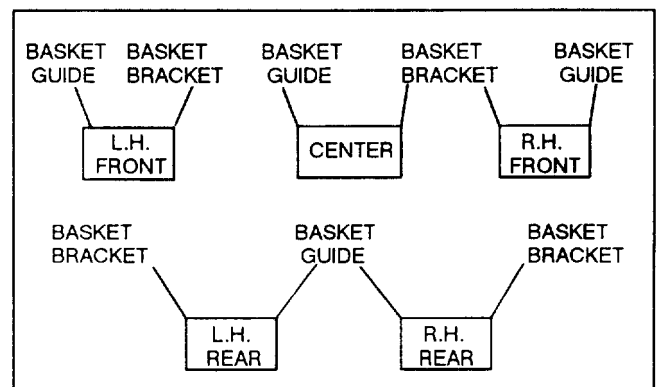 BASKET GUIDE
BASKET BRACKET
BASKET GUIDE
BASKET BRACKET
BASKET GUIDE
L.H. FRONT
CENTER
R.H. FRONT
BASKET BRACKET
BASKET GUIDE
BASKET BRACKET
L.H. REAR
R.H. REAR